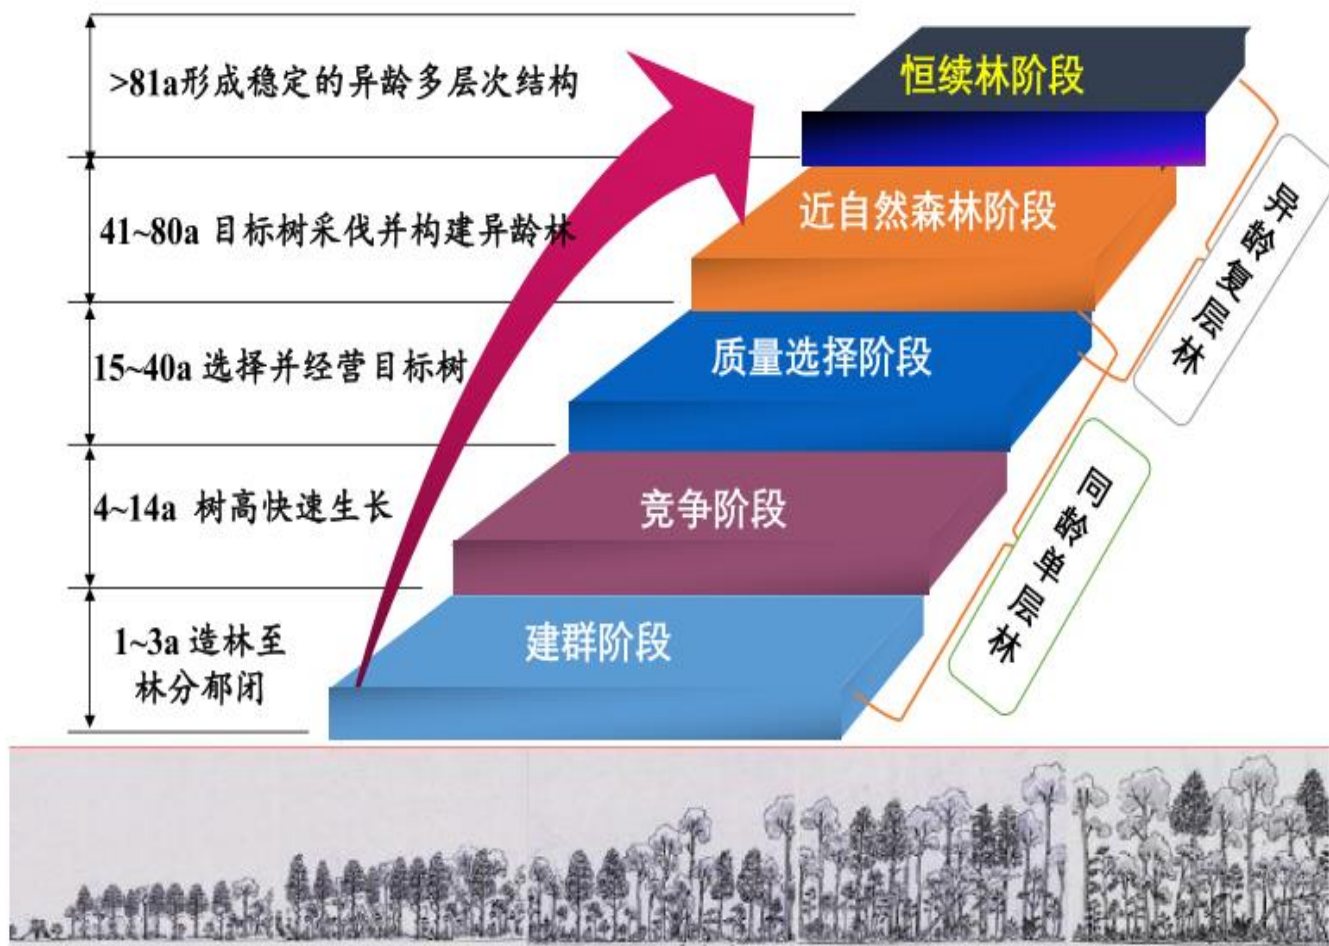 >81a形成稳定的异龄多层次结构
恒续林阶段
41~80a 目标树采伐并构建异龄林
近自然森林阶段
15~40a 选择并经营目标树
质量选择阶段
4~14a 树高快速生长
竞争阶段
1~3a 造林至
林分郁闭
建群阶段
异龄复层林
同龄单层林